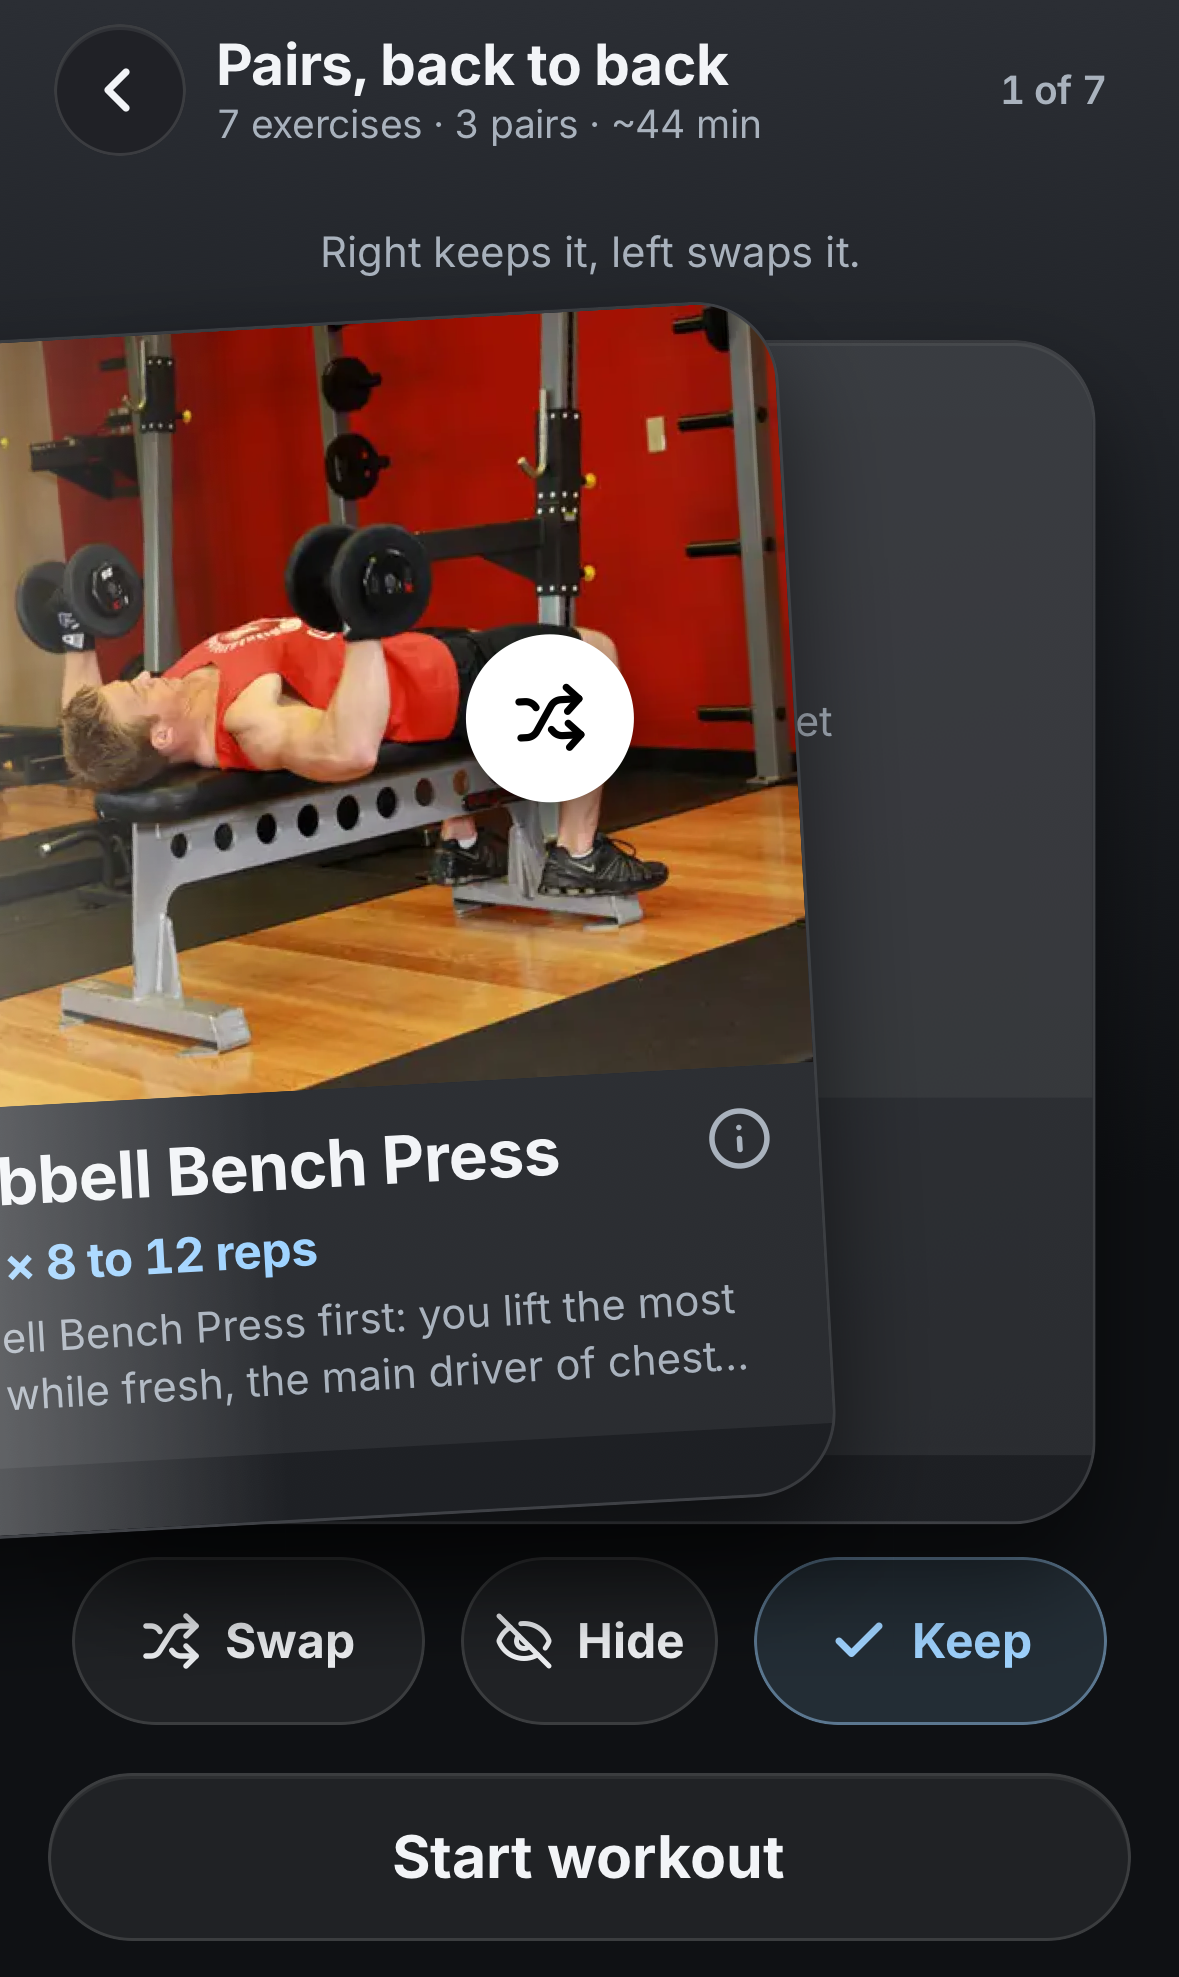 Pairs, back to back
7 exercises · 3 pairs · ~44 min
1 of 7
Right keeps it, left swaps it.
et
bbell Bench Press
× 8 to 12 reps
ell Bench Press first: you lift the most
while fresh, the main driver of chest...
Swap
Hide
Keep
Start workout